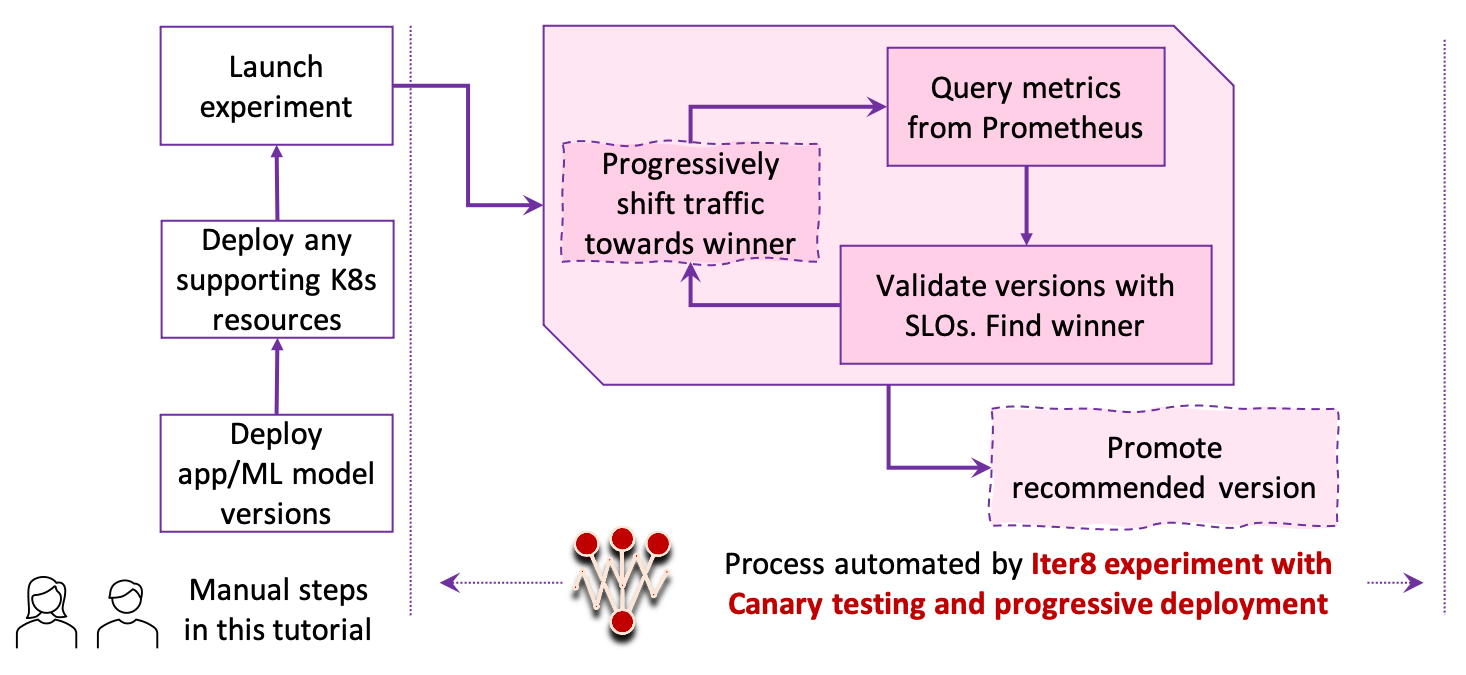 Launch
experiment
Deploy any
supporting K8s
resources
Deploy
app/ML model
versions
Manual steps
in this tutorial
Progressively
shift traffic
towards winner
Query metrics
from Prometheus
Validate versions with
SLOs. Find winner
Promote
recommended version
Process automated by Iter8 experiment with
Canary testing and progressive deployment